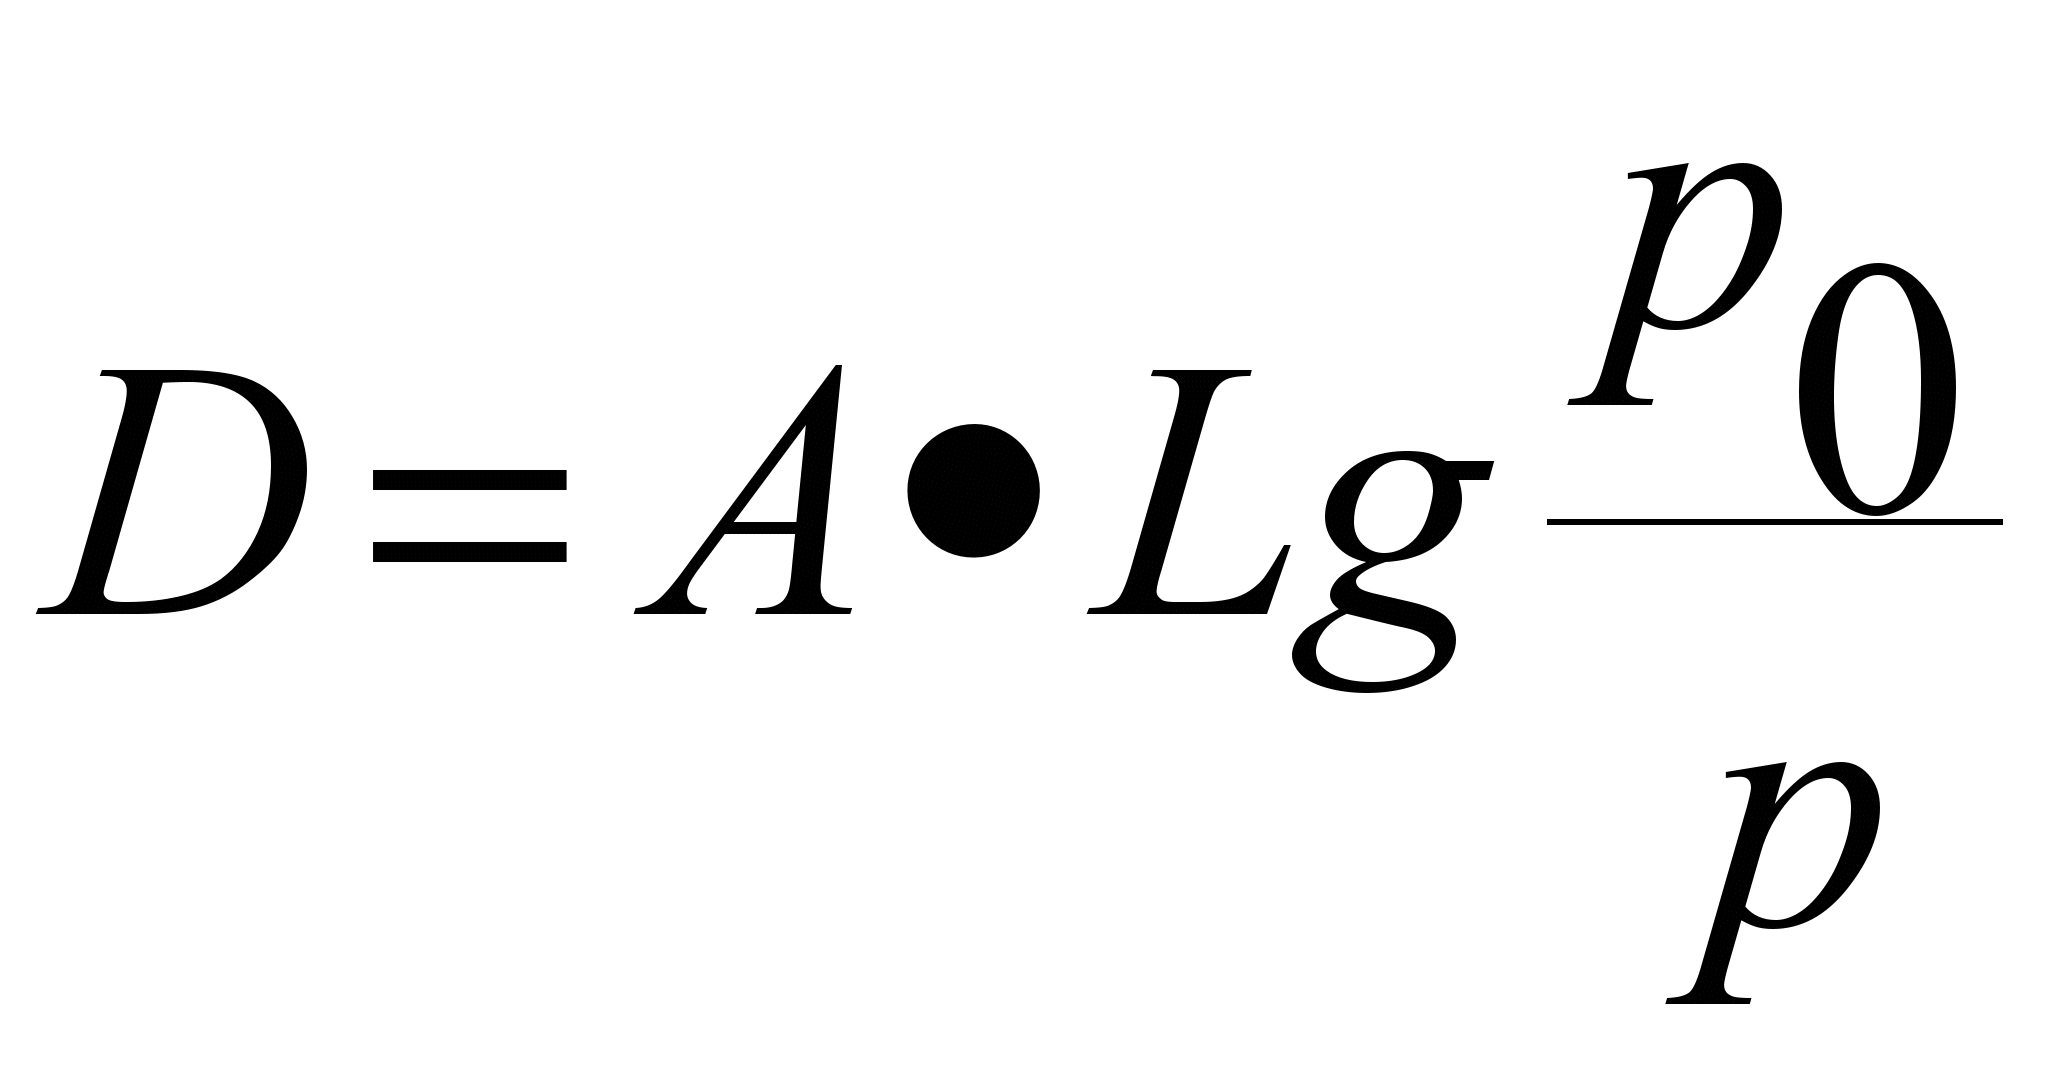 D = A • Lg p₀/p